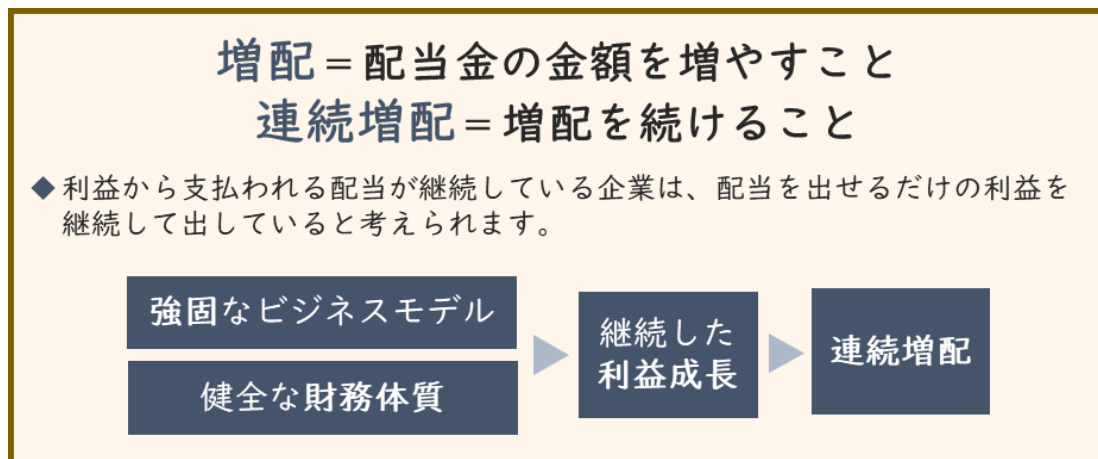 増配=配当金の金額を増やすこと
連続増配=増配を続けること
◆利益から支払われる配当が継続している企業は、配当を出せるだけの利益を
継続して出していると考えられます。
強固なビジネスモデル
健全な財務体質
継続した
利益成長
連続増配